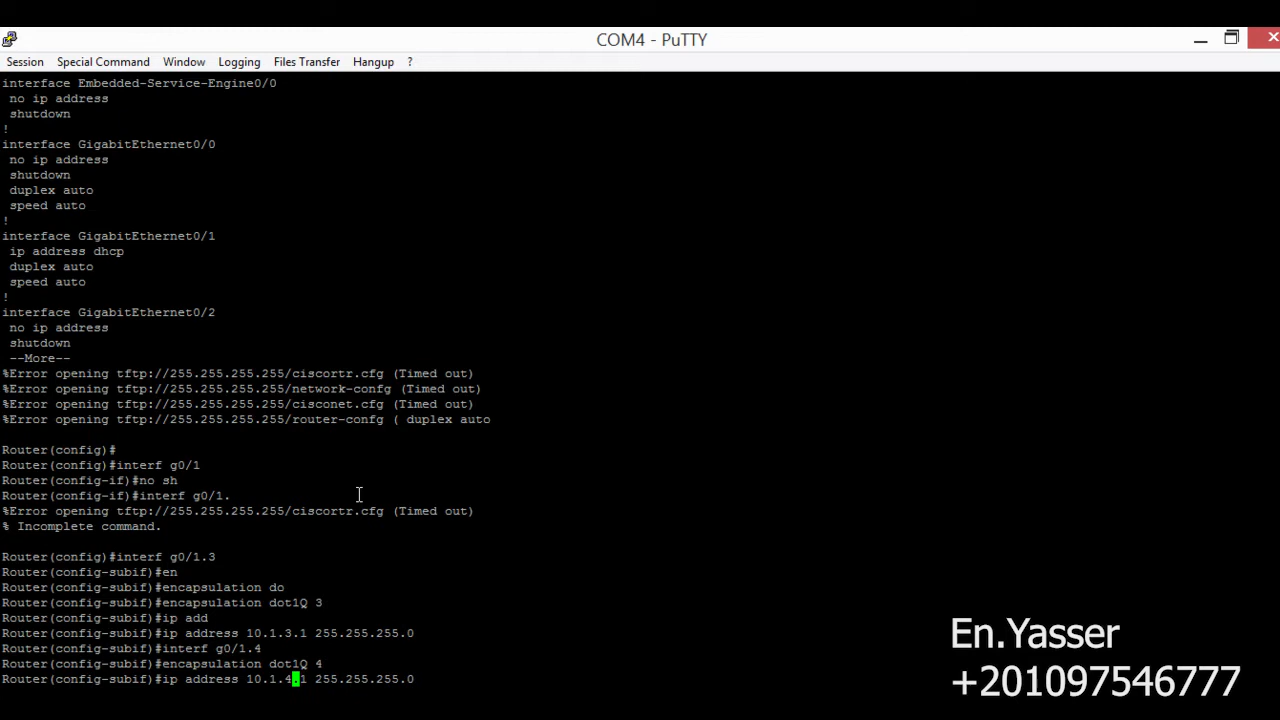 COM4 - PuTTY
Session Special Command Window Logging Files Transfer Hangup ?
interface Embedded-Service-Engine0/0
no ip address
shutdown
!
interface GigabitEthernet0/0
no ip address
shutdown
duplex auto
speed auto
!
interface GigabitEthernet0/1
ip address dhcp
duplex auto
speed auto
!
interface GigabitEthernet0/2
no ip address
shutdown
--More--
%Error opening tftp://255.255.255.255/ciscortr.cfg (Timed out)
%Error opening tftp://255.255.255.255/network-confg (Timed out)
%Error opening tftp://255.255.255.255/cisconet.cfg (Timed out)
%Error opening tftp://255.255.255.255/router-confg ( duplex auto
Router(config)#
Router(config)#interf g0/1
Router(config-if)#no sh
Router(config-if)#interf g0/1.
%Error opening tftp://255.255.255.255/ciscortr.cfg (Timed out)
% Incomplete command.
Router(config)#interf g0/1.3
Router(config-subif)#en
Router(config-subif)#encapsulation do
Router(config-subif)#encapsulation dot1Q 3
Router(config-subif)#ip add
Router(config-subif)#ip address 10.1.3.1 255.255.255.0
Router(config-subif)#interf g0/1.4
Router(config-subif)#encapsulation dot1Q 4
Router(config-subif)#ip address 10.1.4.1 255.255.255.0
En.Yasser
+201097546777